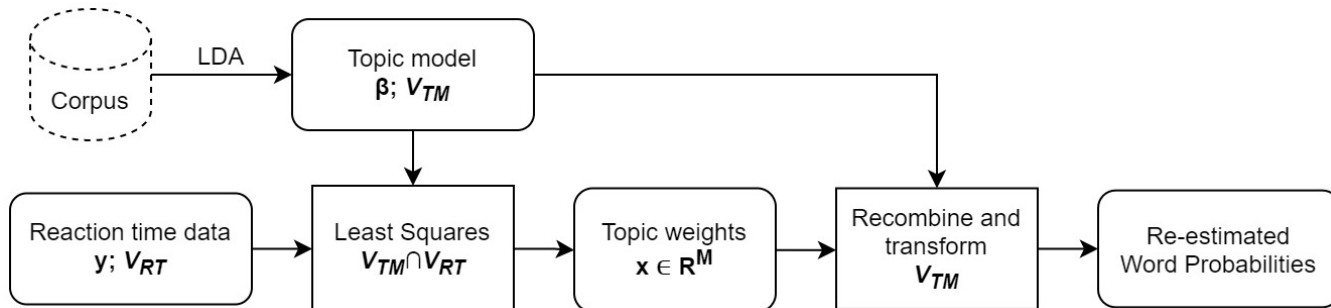 LDA
Corpus
Topic model
β; V_TM
Reaction time data
y; V_RT
Least Squares
V_TM∩V_RT
Topic weights
x ∈ R^M
Recombine and
transform
V_TM
Re-estimated
Word Probabilities